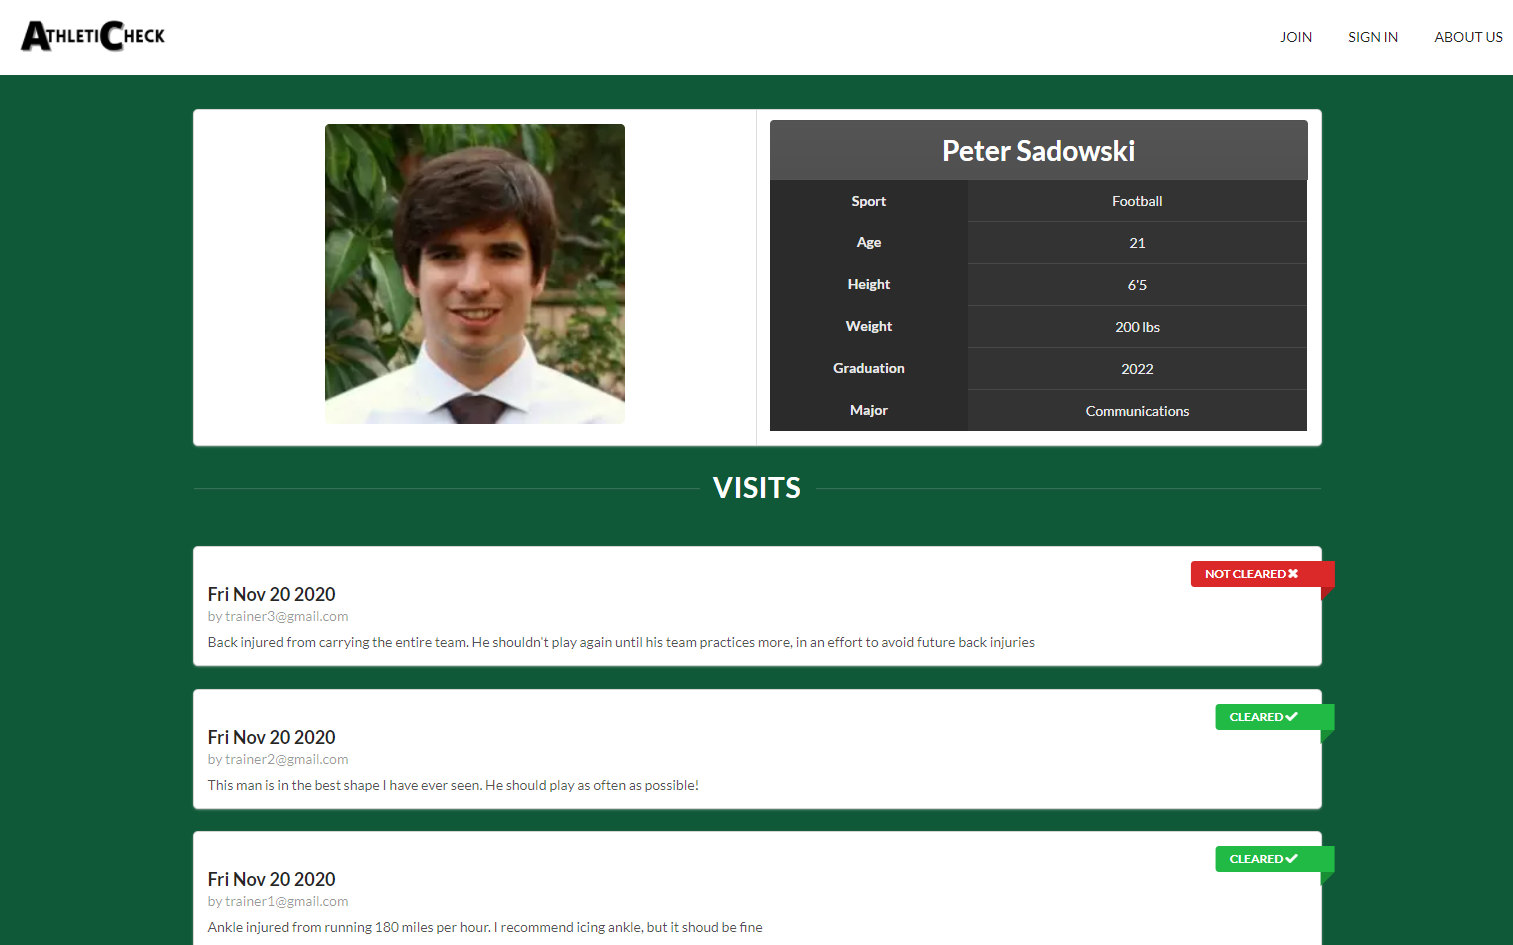 ATHLETICHECK
JOIN
SIGN IN
ABOUT US
Peter Sadowski
Sport Football
Age 21
Height 6'5
Weight 200 lbs
Graduation 2022
Major Communications
VISITS
NOT CLEARED
Fri Nov 20 2020
by trainer3@gmail.com
Back injured from carrying the entire team. He shouldn't play again until his team practices more, in an effort to avoid future back injuries
CLEARED
Fri Nov 20 2020
by trainer2@gmail.com
This man is in the best shape I have ever seen. He should play as often as possible!
CLEARED
Fri Nov 20 2020
by trainer1@gmail.com
Ankle injured from running 180 miles per hour. I recommend icing ankle, but it shoud be fine